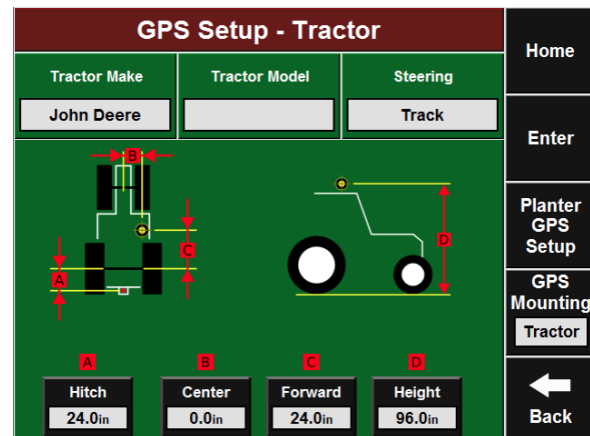 GPS Setup - Tractor
Home
Tractor Make
Tractor Model
Steering
John Deere
Track
Enter
B
C
A
D
Planter
GPS
Setup
GPS
Mounting
Tractor
A
B
C
D
Hitch
Center
Forward
Height
24.0in
0.0in
24.0in
96.0in
Back